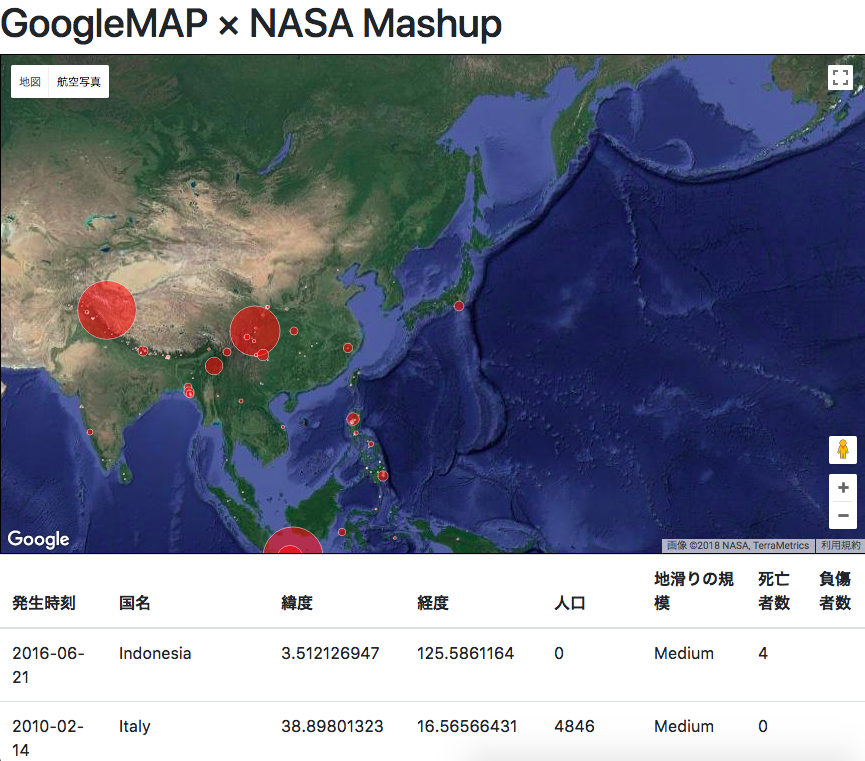 GoogleMAP × NASA Mashup
地図 航空写真
Google
画像 ©2018 NASA, TerraMetrics 利用規約
発生時刻 国名 緯度 経度 人口 地滑りの規模 死亡者数 負傷者数
2016-06-21 Indonesia 3.512126947 125.5861164 0 Medium 4
2010-02-14 Italy 38.89801323 16.56566431 4846 Medium 0